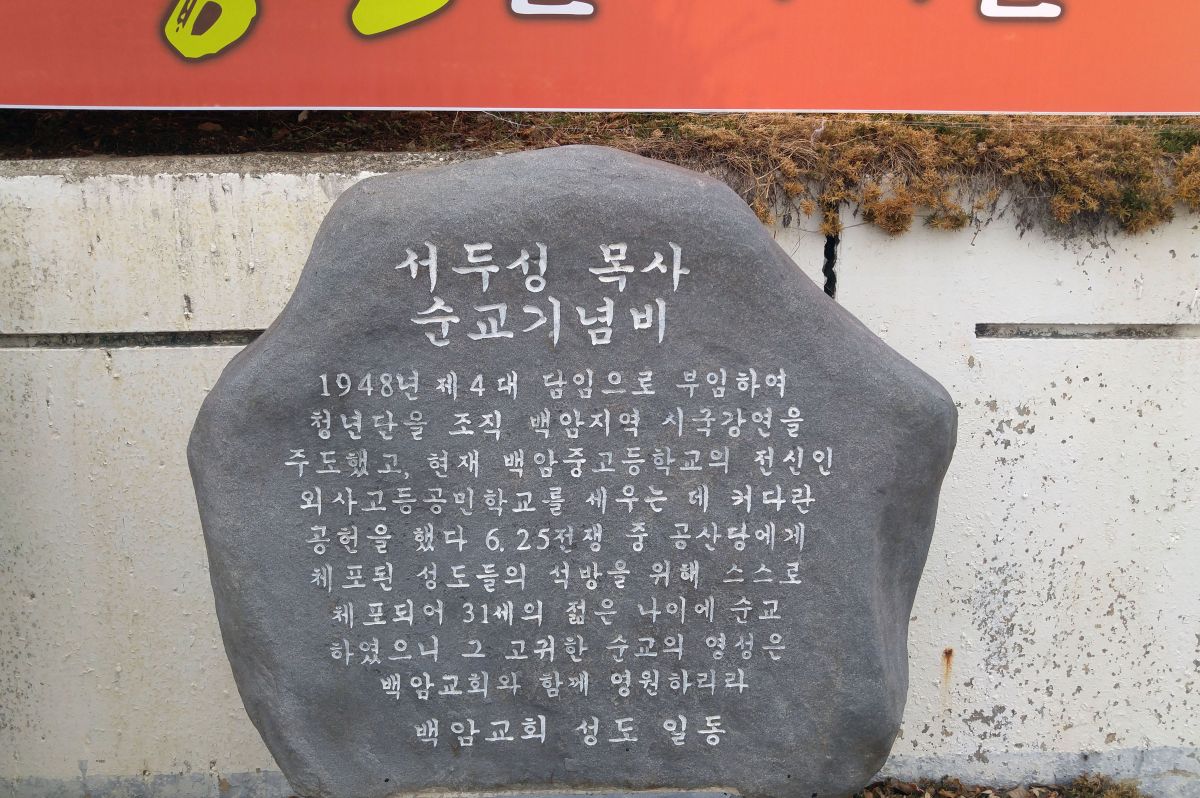 서두성 목사
순교기념비
1948년 제4대 담임으로 부임하여
청년단을 조직 백암지역 시국강연을
주도했고, 현재 백암중고등학교의 전신인
외사고등공민학교를 세우는 데 커다란
공헌을 했다 6.25전쟁 중 공산당에게
체포된 성도들의 석방을 위해 스스로
체포되어 31세의 젊은 나이에 순교
하였으니 그 고귀한 순교의 영성은
백암교회와 함께 영원하리라
백암교회 성도 일동